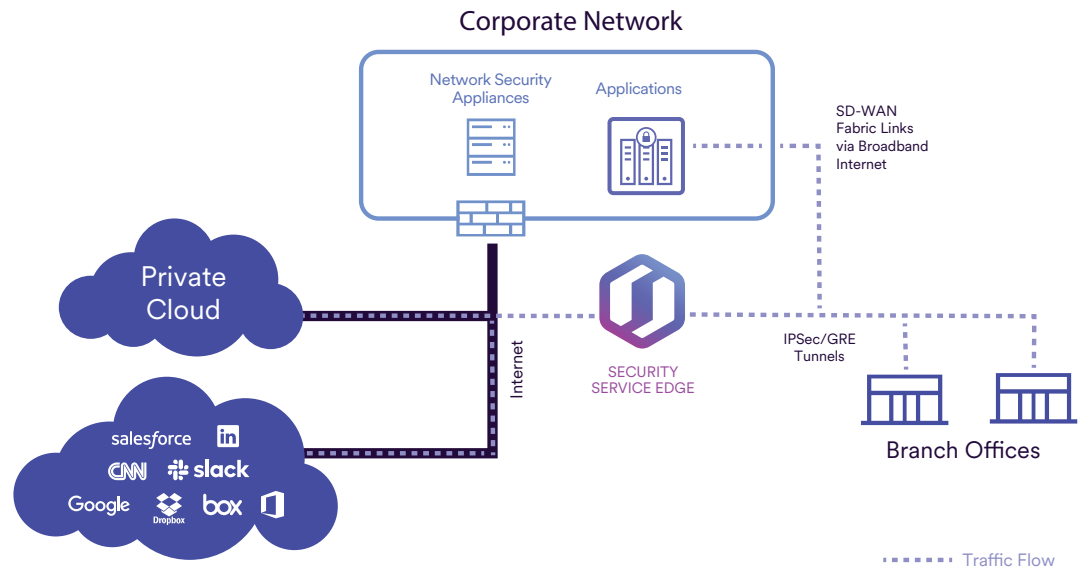 Corporate Network
Network Security
Appliances
Applications
SD-WAN
Fabric Links
via Broadband
Internet
Private
Cloud
IPSec/GRE
Tunnels
Internet
SECURITY
SERVICE EDGE
salesforce
in
CNN
slack
Google
Dropbox
box
Branch Offices
Traffic Flow